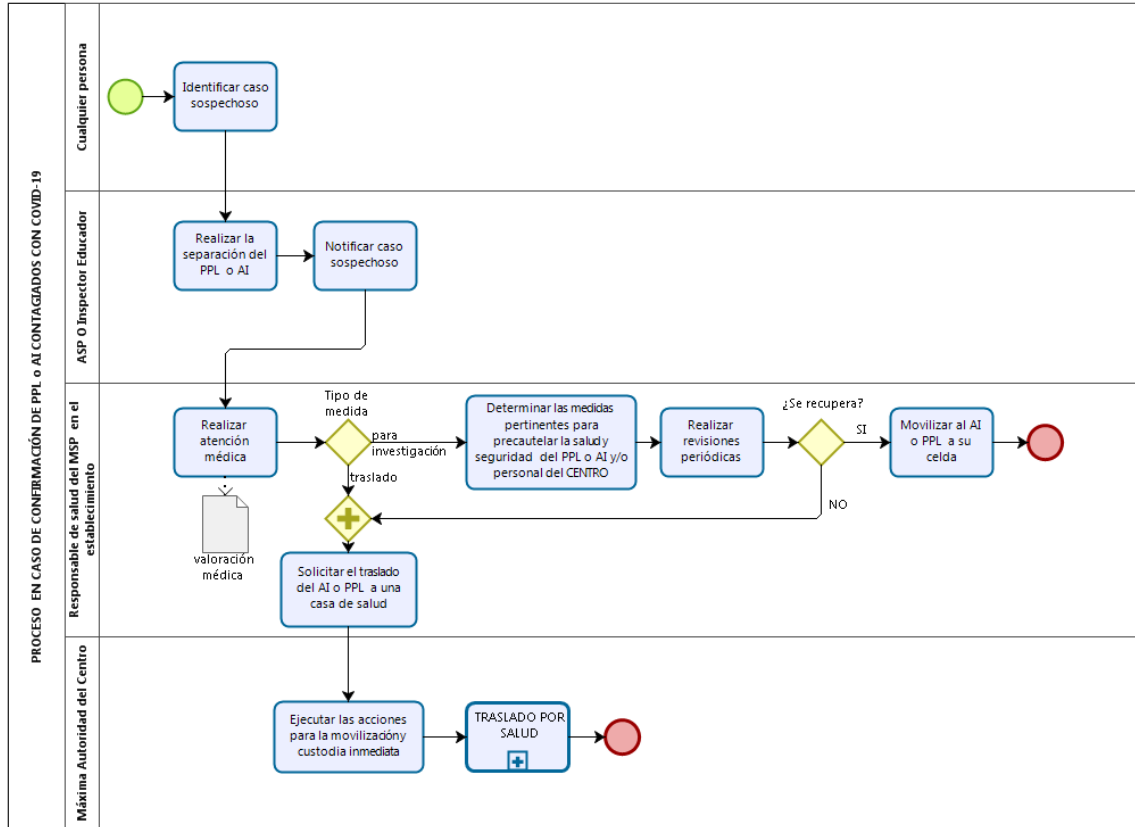 PROCESO EN CASO DE CONFIRMACIÓN DE PPL o AI CONTAGIADOS CON COVID-19
Cualquier persona
Identificar caso
sospechoso
ASP O Inspector Educador
Realizar la
separación del
PPL o AI
Notificar caso
sospechoso
Responsable de salud del MSP en el
establecimiento
Realizar
atención
médica
valoración
médica
Tipo de
medida
para
investigación
traslado
Determinar las medidas
pertinentes para
precautelar la salud y
seguridad del PPL o AI y/o
personal del CENTRO
Realizar
revisiones
periódicas
¿Se recupera?
SI
NO
Movilizar al AI
o PPL a su
celda
Solicitar el traslado
del AI o PPL a una
casa de salud
Máxima Autoridad del Centro
Ejecutar las acciones
para la movilizacióny
custodia inmediata
TRASLADO POR
SALUD